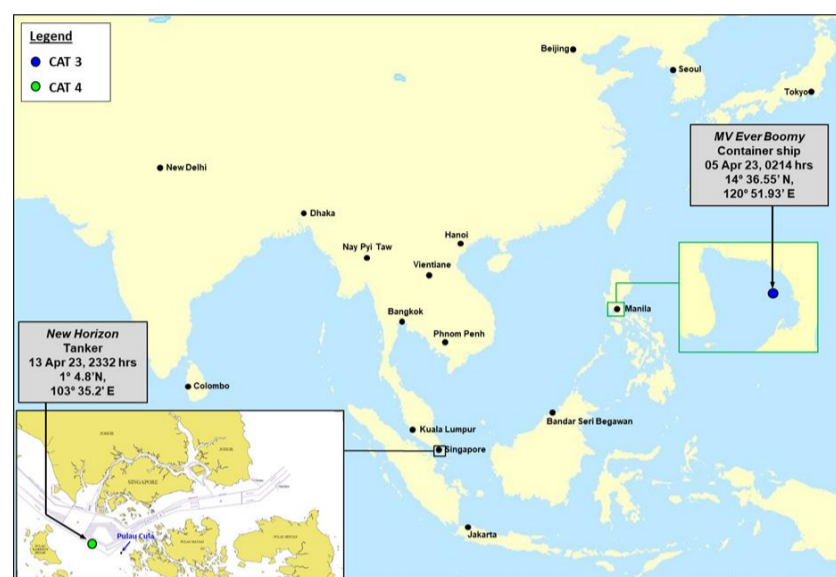 Legend
CAT 3
CAT 4
Beijing
Seoul
Tokyo
MV Ever Boomy
Container ship
05 Apr 23, 0214 hrs
14° 36.55' N,
120° 51.93' E
New Delhi
Dhaka
Hanoi
Nay Pyi Taw
Vientiane
Bangkok
Manila
Phnom Penh
New Horizon
Tanker
13 Apr 23, 2332 hrs
1° 4.8'N,
103° 35.2' E
Colombo
Kuala Lumpur
Bandar Seri Begawan
Singapore
JOHOR
JOHOR
SINGAPORE
Pulau Cula
Jakarta